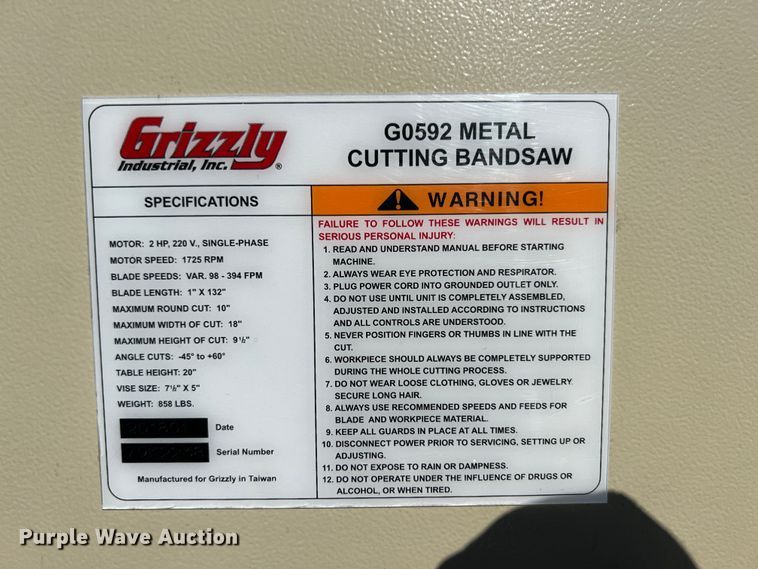 Grizzly
Industrial, Inc. ®
G0592 METAL
CUTTING BANDSAW
SPECIFICATIONS
MOTOR: 2 HP, 220 V., SINGLE-PHASE
MOTOR SPEED: 1725 RPM
BLADE SPEEDS: VAR. 98 - 394 FPM
BLADE LENGTH: 1" X 132"
MAXIMUM ROUND CUT: 10"
MAXIMUM WIDTH OF CUT: 18"
MAXIMUM HEIGHT OF CUT: 9½"
ANGLE CUTS: -45° to +60°
TABLE HEIGHT: 20"
VISE SIZE: 7½" X 5"
WEIGHT: 858 LBS.
Date
Serial Number
Manufactured for Grizzly in Taiwan
WARNING!
FAILURE TO FOLLOW THESE WARNINGS WILL RESULT IN
SERIOUS PERSONAL INJURY:
1. READ AND UNDERSTAND MANUAL BEFORE STARTING
MACHINE.
2. ALWAYS WEAR EYE PROTECTION AND RESPIRATOR.
3. PLUG POWER CORD INTO GROUNDED OUTLET ONLY.
4. DO NOT USE UNTIL UNIT IS COMPLETELY ASSEMBLED,
ADJUSTED AND INSTALLED ACCORDING TO INSTRUCTIONS
AND ALL CONTROLS ARE UNDERSTOOD.
5. NEVER POSITION FINGERS OR THUMBS IN LINE WITH THE
CUT.
6. WORKPIECE SHOULD ALWAYS BE COMPLETELY SUPPORTED
DURING THE WHOLE CUTTING PROCESS.
7. DO NOT WEAR LOOSE CLOTHING, GLOVES OR JEWELRY.
SECURE LONG HAIR.
8. ALWAYS USE RECOMMENDED SPEEDS AND FEEDS FOR
BLADE AND WORKPIECE MATERIAL.
9. KEEP ALL GUARDS IN PLACE AT ALL TIMES.
10. DISCONNECT POWER PRIOR TO SERVICING, SETTING UP OR
ADJUSTING.
11. DO NOT EXPOSE TO RAIN OR DAMPNESS.
12. DO NOT OPERATE UNDER THE INFLUENCE OF DRUGS OR
ALCOHOL, OR WHEN TIRED.
Purple Wave Auction